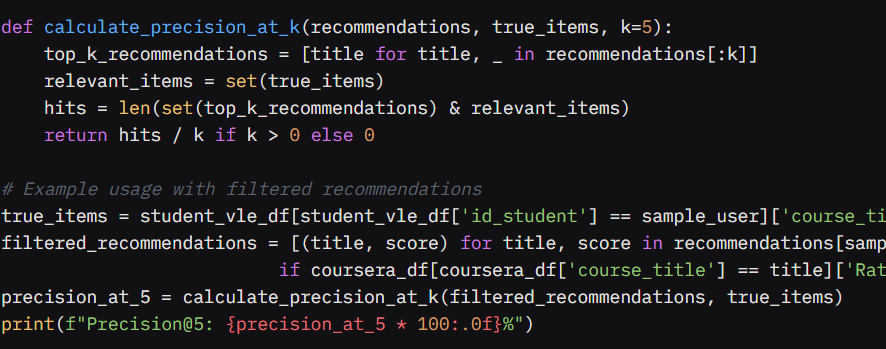 def calculate_precision_at_k(recommendations, true_items, k=5):
    top_k_recommendations = [title for title, _ in recommendations[:k]]
    relevant_items = set(true_items)
    hits = len(set(top_k_recommendations) & relevant_items)
    return hits / k if k > 0 else 0

# Example usage with filtered recommendations
true_items = student_vle_df[student_vle_df['id_student'] == sample_user]['course_ti
filtered_recommendations = [(title, score) for title, score in recommendations[samp
                          if coursera_df[coursera_df['course_title'] == title]['Rat
precision_at_5 = calculate_precision_at_k(filtered_recommendations, true_items)
print(f"Precision@5: {precision_at_5 * 100:.0f}%")